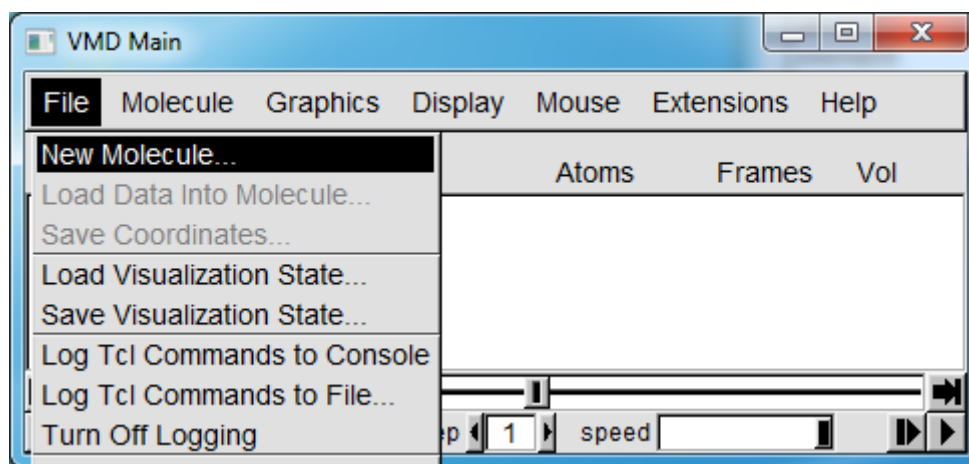 VMD Main
File Molecule Graphics Display Mouse Extensions Help
New Molecule...
Atoms Frames Vol
Load Data Into Molecule...
Save Coordinates...
Load Visualization State...
Save Visualization State...
Log Tcl Commands to Console
Log Tcl Commands to File...
Turn Off Logging
1 speed